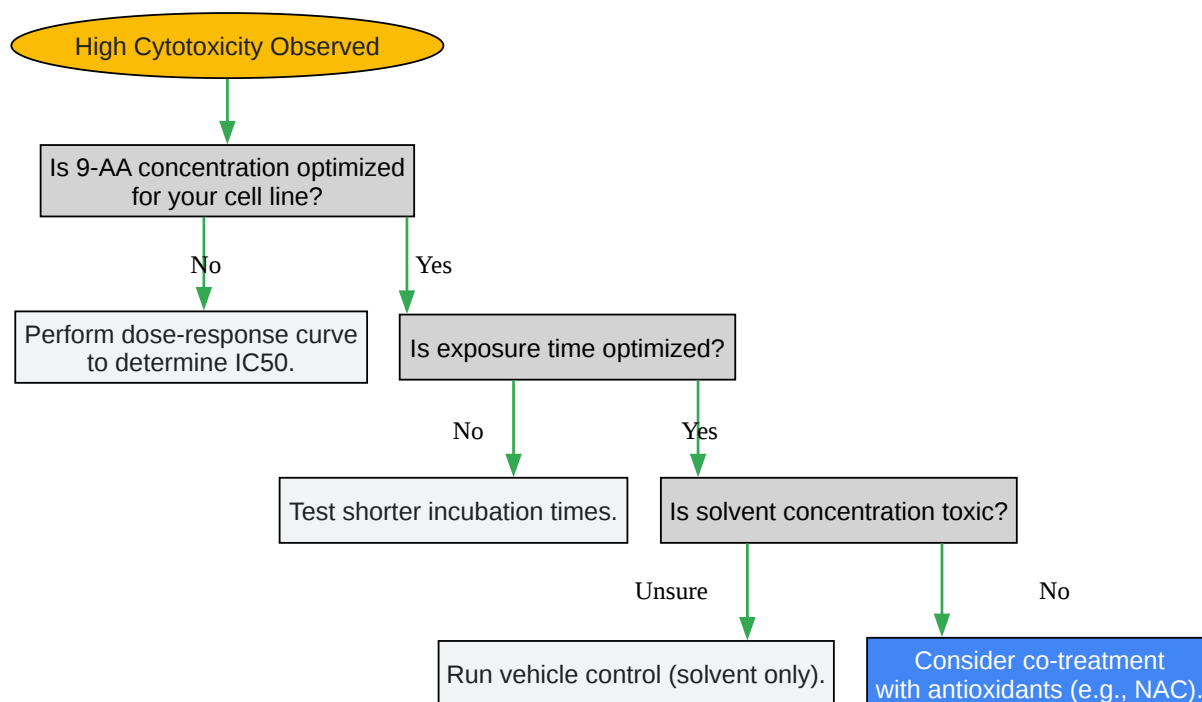 High Cytotoxicity Observed
Is 9-AA concentration optimized
for your cell line?
No
Yes
Perform dose-response curve
to determine IC50.
Is exposure time optimized?
No
Yes
Test shorter incubation times.
Is solvent concentration toxic?
Unsure
No
Run vehicle control (solvent only).
Consider co-treatment
with antioxidants (e.g., NAC).